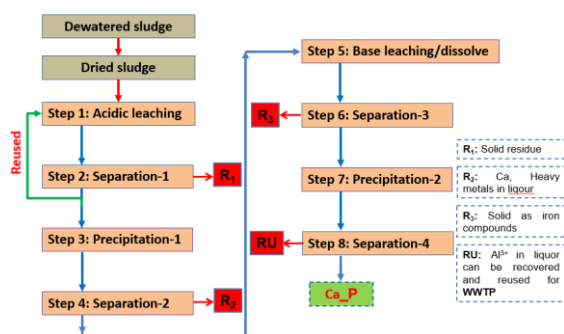 Dewatered sludge
Dried sludge
Step 1: Acidic leaching
Reused
Step 2: Separation-1
R1
Step 3: Precipitation-1
Step 4: Separation-2
R2
Step 5: Base leaching/dissolve
R3
Step 6: Separation-3
Step 7: Precipitation-2
RU
Step 8: Separation-4
Ca_P
R1: Solid residue
R2: Ca, Heavy
metals in liqour
R3: Solid as iron
compounds
RU: Al3+ in liquor
can be recovered
and reused for
WWTP